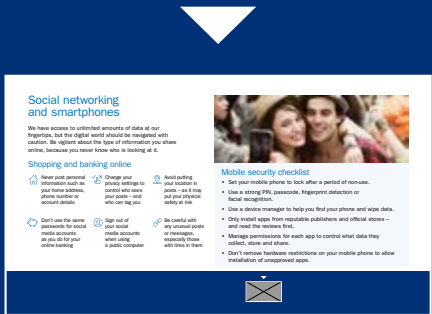 Social networking
and smartphones
We have access to unlimited amounts of data at our
fingertips, but the digital world should be navigated with
caution. Be vigilant about the type of information you share
online, because you never know who is looking at it.
Shopping and banking online
Never post personal
information such as
your home address,
phone number or
account details
Change your
privacy settings to
control who sees
your posts – and
who can tag you
Avoid putting
your location in
posts – as it may
put your physical
safety at risk
Don't use the same
passwords for social
media accounts
as you do for your
online banking
Sign out of
your social
media accounts
when using
a public computer
Be careful with
any unusual posts
or messages,
especially those
with links in them
Mobile security checklist
• Set your mobile phone to lock after a period of non-use.
• Use a strong PIN, passcode, fingerprint detection or
facial recognition.
• Use a device manager to help you find your phone and wipe data.
• Only install apps from reputable publishers and official stores –
and read the reviews first.
• Manage permissions for each app to control what data they
collect, store and share.
• Don't remove hardware restrictions on your mobile phone to allow
installation of unapproved apps.